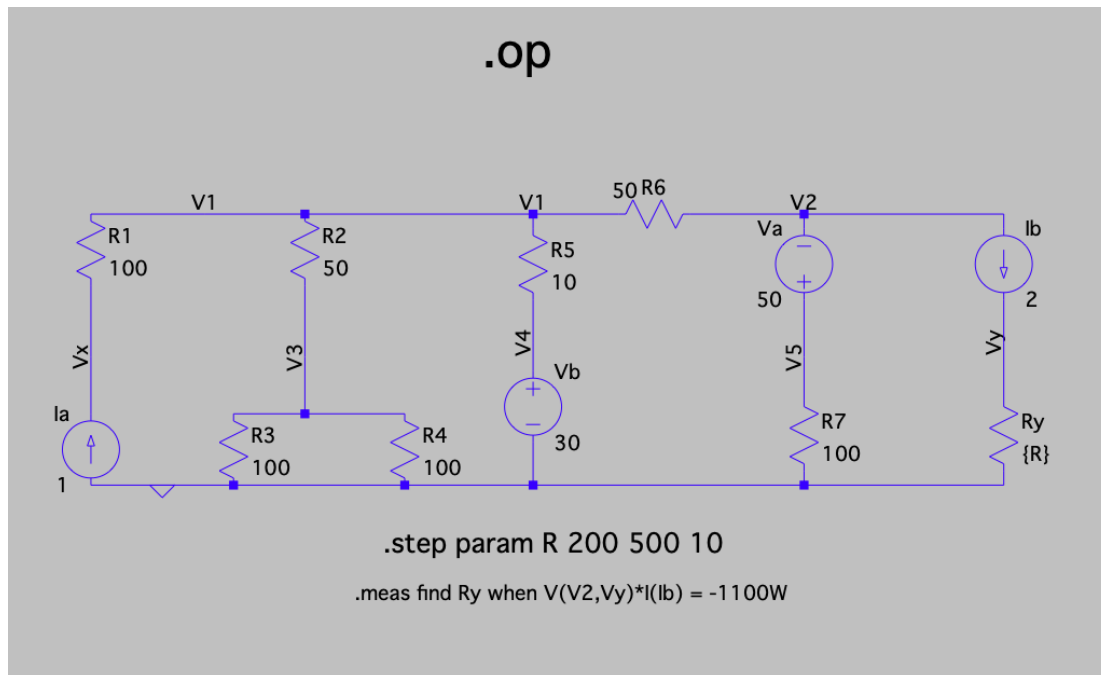 .op
V1
V1
50 R6
V2
R1
100
R2
50
R5
10
Va
50
Ib
2
Vx
V3
V4
V5
Vy
Ia
1
R3
100
R4
100
Vb
30
R7
100
Ry
{R}
+
−
−
+
.step param R 200 500 10
.meas find Ry when V(V2,Vy)*I(Ib) = -1100W